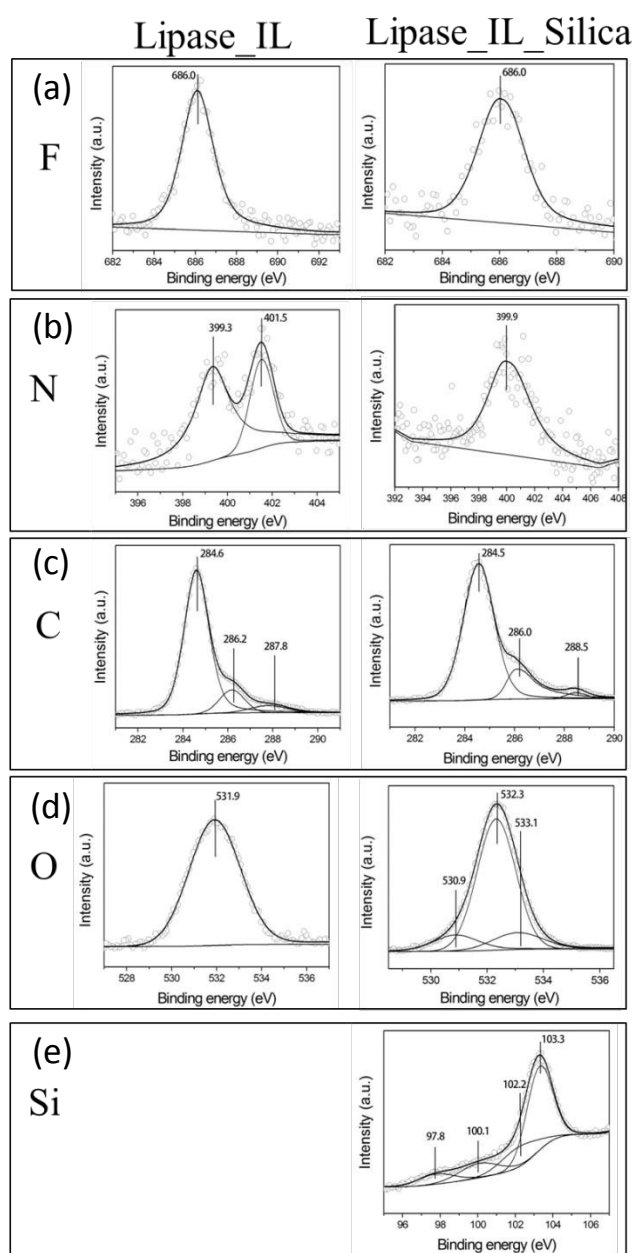 Lipase_IL
Lipase_IL_Silica
(a)
F
686.0
Intensity (a.u.)
682 684 686 688 690 692
Binding energy (eV)
686.0
Intensity (a.u.)
682 684 686 688 690
Binding energy (eV)
(b)
N
399.3
401.5
Intensity (a.u.)
396 398 400 402 404
Binding energy (eV)
399.9
Intensity (a.u.)
392 394 396 398 400 402 404 406 408
Binding energy (eV)
(c)
C
284.6
286.2
287.8
Intensity (a.u.)
282 284 286 288 290
Binding energy (eV)
284.5
286.0
288.5
Intensity (a.u.)
282 284 286 288 290
Binding energy (eV)
(d)
O
531.9
Intensity (a.u.)
528 530 532 534 536
Binding energy (eV)
532.3
533.1
530.9
Intensity (a.u.)
530 532 534 536
Binding energy (eV)
(e)
Si
103.3
102.2
100.1
97.8
Intensity (a.u.)
96 98 100 102 104 106
Binding energy (eV)